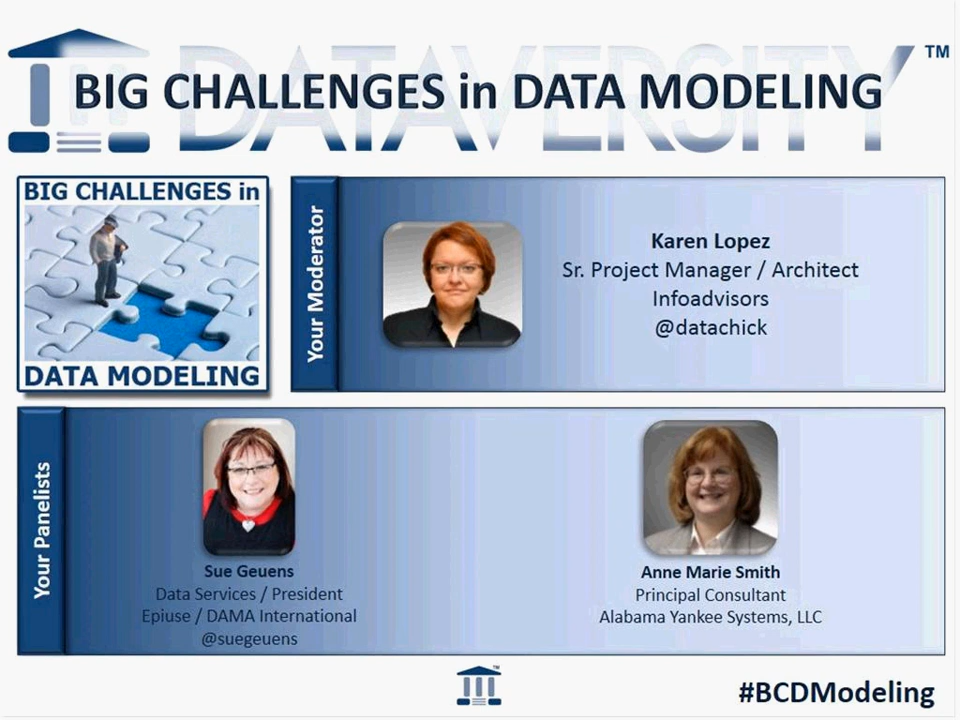 DATAVERSITY TM
BIG CHALLENGES in DATA MODELING
BIG CHALLENGES in
DATA MODELING
Your Moderator
Karen Lopez
Sr. Project Manager / Architect
Infoadvisors
@datachick
Your Panelists
Sue Geuens
Data Services / President
Epiuse / DAMA International
@suegeuens
Anne Marie Smith
Principal Consultant
Alabama Yankee Systems, LLC
TM
#BCDModeling